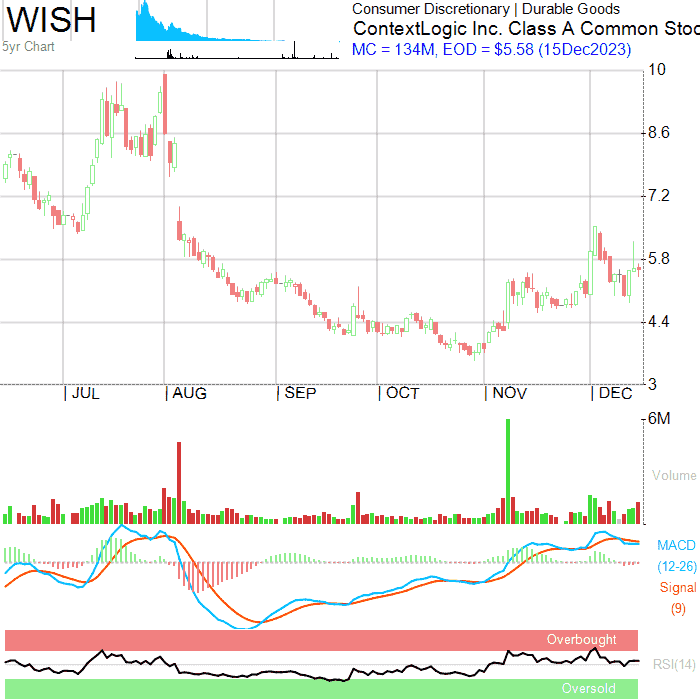 WISH
5yr Chart
Consumer Discretionary | Durable Goods
ContextLogic Inc. Class A Common Stoc
MC = 134M, EOD = $5.58 (15Dec2023)
10
8.6
7.2
5.8
4.4
3
JUL AUG SEP OCT NOV DEC
6M
Volume
MACD
(12-26)
Signal
(9)
Overbought
RSI(14)
Oversold